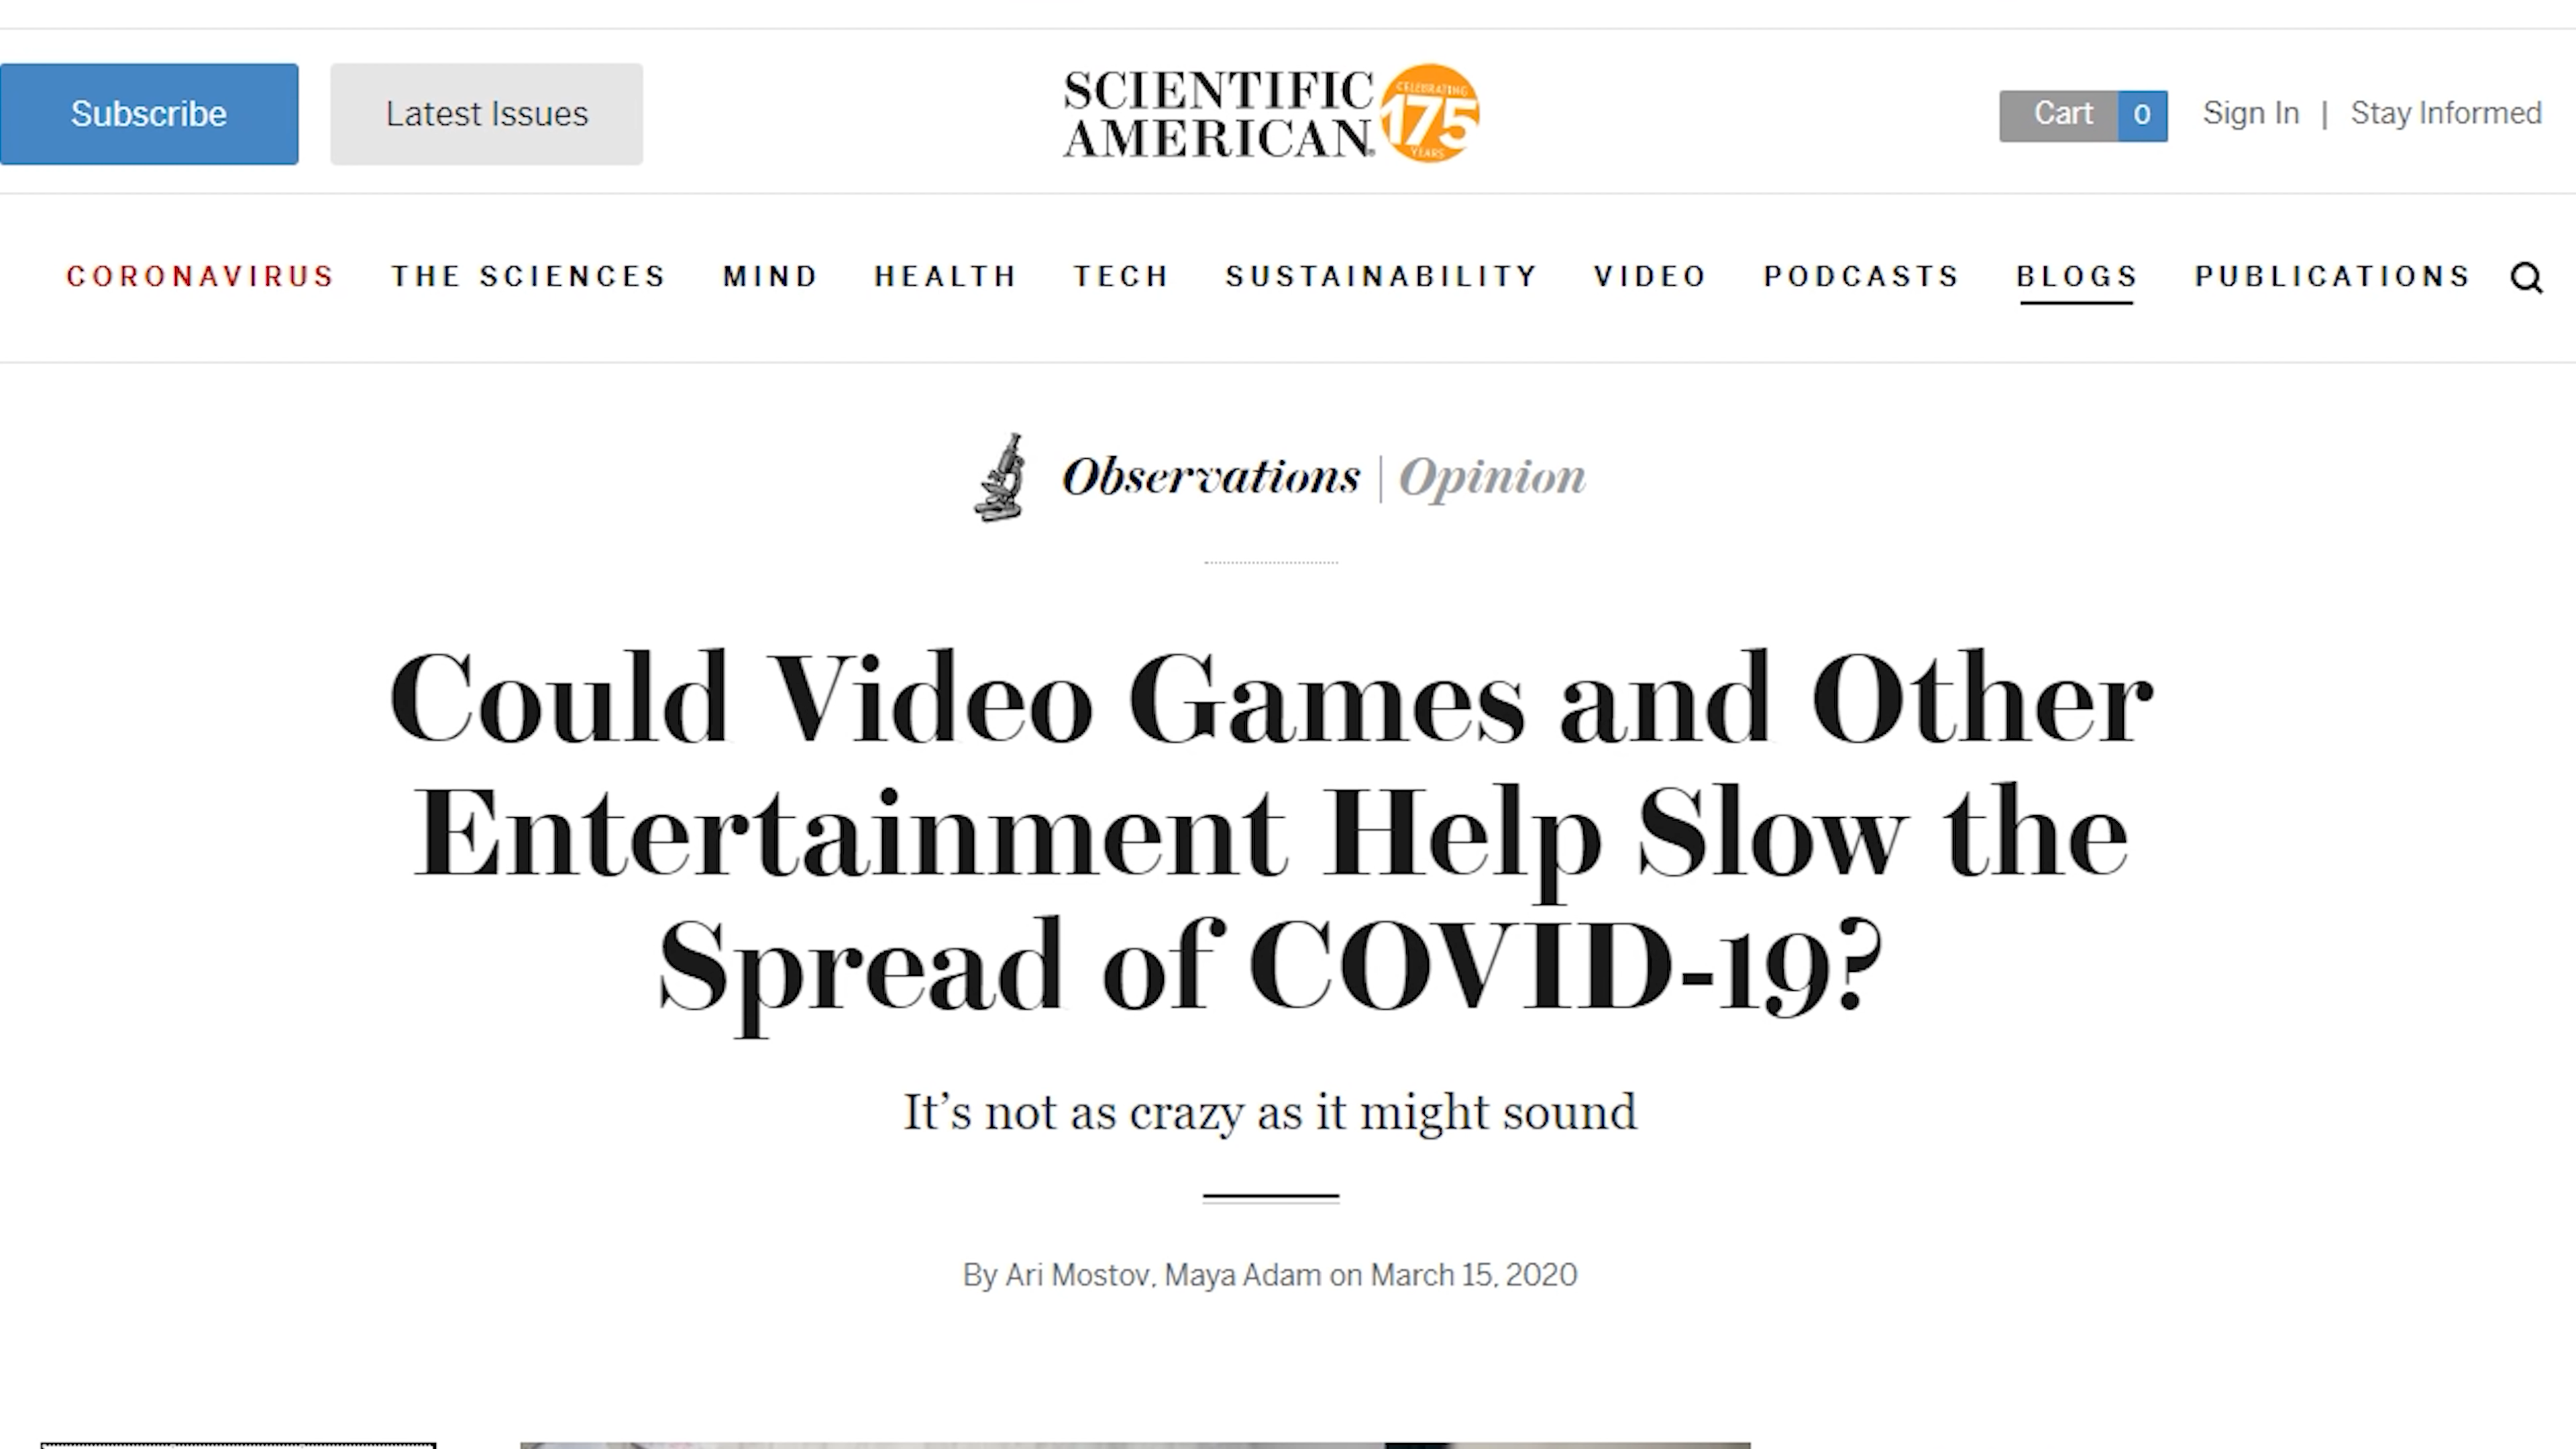 Subscribe
Latest Issues
SCIENTIFIC
AMERICAN®
CELEBRATING
175
YEARS
Cart 0
Sign In | Stay Informed
CORONAVIRUS THE SCIENCES MIND HEALTH TECH SUSTAINABILITY VIDEO PODCASTS BLOGS PUBLICATIONS
Observations | Opinion
Could Video Games and Other
Entertainment Help Slow the
Spread of COVID-19?
It’s not as crazy as it might sound
By Ari Mostov, Maya Adam on March 15, 2020